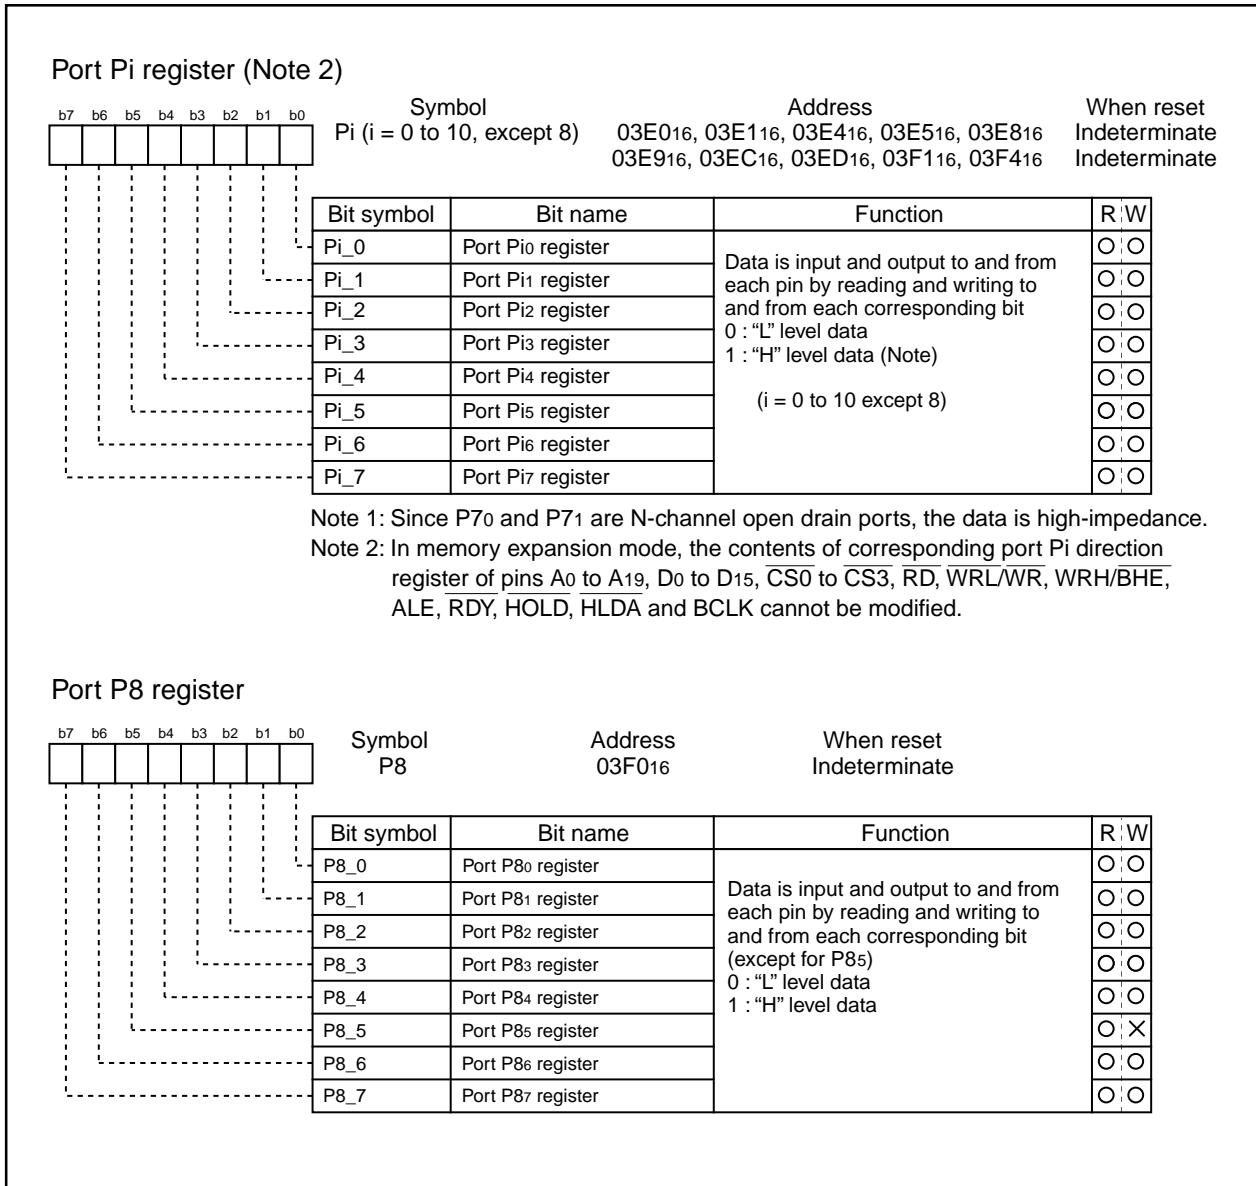 Port Pi register (Note 2)
b7 b6 b5 b4 b3 b2 b1 b0
Symbol Address When reset
Pi (i = 0 to 10, except 8) 03E016, 03E116, 03E416, 03E516, 03E816 Indeterminate
03E916, 03EC16, 03ED16, 03F116, 03F416 Indeterminate
Bit symbol Bit name Function R W
Pi_0 Port Pi0 register
Pi_1 Port Pi1 register
Pi_2 Port Pi2 register
Pi_3 Port Pi3 register
Pi_4 Port Pi4 register
Pi_5 Port Pi5 register
Pi_6 Port Pi6 register
Pi_7 Port Pi7 register
Data is input and output to and from
each pin by reading and writing to
and from each corresponding bit
0 : “L” level data
1 : “H” level data (Note)
(i = 0 to 10 except 8)
Note 1: Since P70 and P71 are N-channel open drain ports, the data is high-impedance.
Note 2: In memory expansion mode, the contents of corresponding port Pi direction
register of pins A0 to A19, D0 to D15, CS0 to CS3, RD, WRL/WR, WRH/BHE,
ALE, RDY, HOLD, HLDA and BCLK cannot be modified.
Port P8 register
b7 b6 b5 b4 b3 b2 b1 b0
Symbol Address When reset
P8 03F016 Indeterminate
Bit symbol Bit name Function R W
P8_0 Port P80 register
P8_1 Port P81 register
P8_2 Port P82 register
P8_3 Port P83 register
P8_4 Port P84 register
P8_5 Port P85 register
P8_6 Port P86 register
P8_7 Port P87 register
Data is input and output to and from
each pin by reading and writing to
and from each corresponding bit
(except for P85)
0 : “L” level data
1 : “H” level data